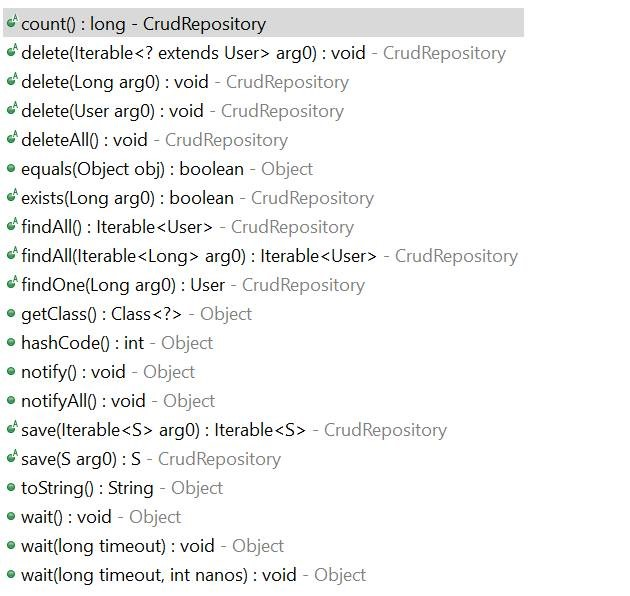 count() : long - CrudRepository
delete(Iterable<? extends User> arg0) : void - CrudRepository
delete(Long arg0) : void - CrudRepository
delete(User arg0) : void - CrudRepository
deleteAll() : void - CrudRepository
equals(Object obj) : boolean - Object
exists(Long arg0) : boolean - CrudRepository
findAll() : Iterable<User> - CrudRepository
findAll(Iterable<Long> arg0) : Iterable<User> - CrudRepository
findOne(Long arg0) : User - CrudRepository
getClass() : Class<?> - Object
hashCode() : int - Object
notify() : void - Object
notifyAll() : void - Object
save(Iterable<S> arg0) : Iterable<S> - CrudRepository
save(S arg0) : S - CrudRepository
toString() : String - Object
wait() : void - Object
wait(long timeout) : void - Object
wait(long timeout, int nanos) : void - Object